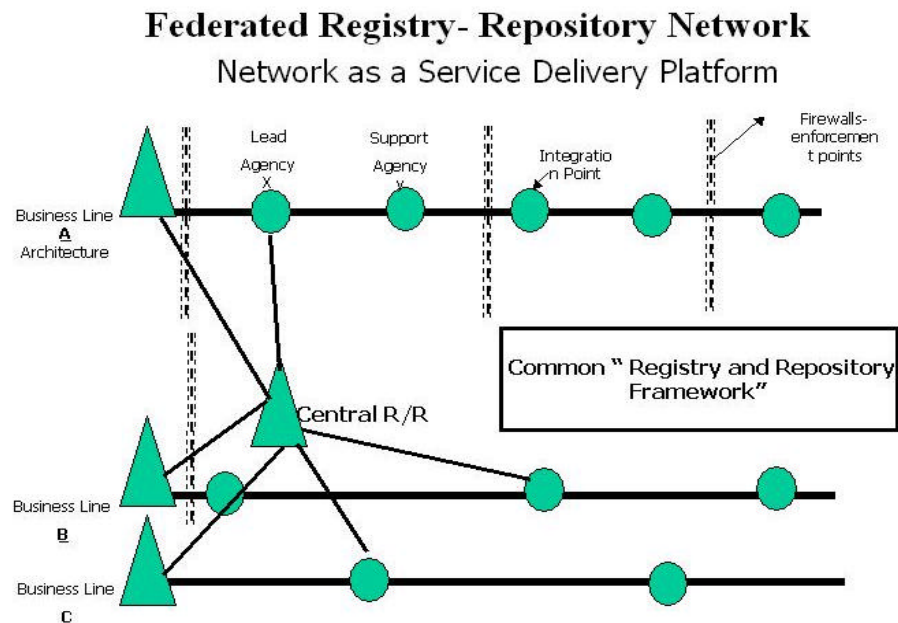 Federated Registry- Repository Network
Network as a Service Delivery Platform
Lead
Agency
X
Support
Agency
y
Integratio
n Point
Firewalls-
enforcemen
t points
Business Line
A
Architecture
Common “ Registry and Repository
Framework”
Central R/R
Business Line
B
Business Line
C